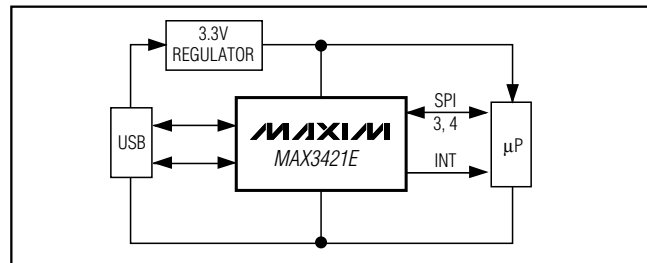 3.3V
REGULATOR
USB
MAXIM
MAX3421E
SPI
3, 4
INT
µP